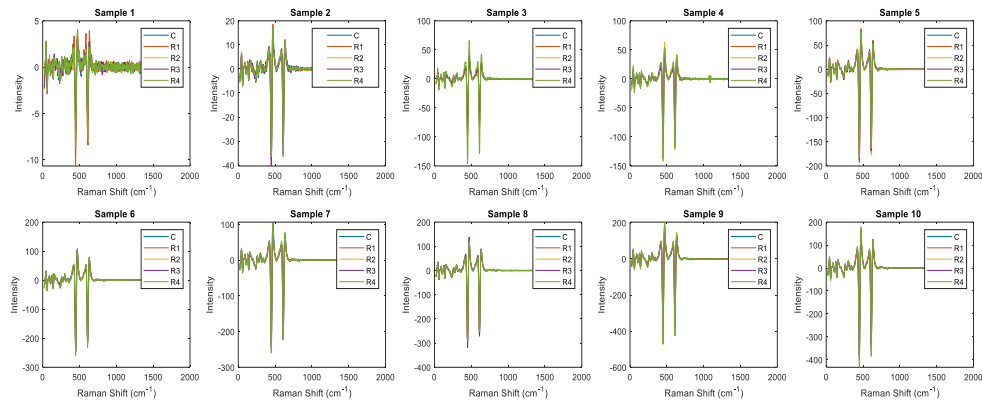 Sample 1
5
0
-5
-10
Intensity
0 500 1000 1500 2000
Raman Shift (cm-1)
C
R1
R2
R3
R4
Sample 2
20
10
0
-10
-20
-30
-40
Intensity
0 500 1000 1500 2000
Raman Shift (cm-1)
C
R1
R2
R3
R4
Sample 3
100
50
0
-50
-100
-150
Intensity
0 500 1000 1500 2000
Raman Shift (cm-1)
C
R1
R2
R3
R4
Sample 4
100
50
0
-50
-100
-150
Intensity
0 500 1000 1500 2000
Raman Shift (cm-1)
C
R1
R2
R3
R4
Sample 5
100
50
0
-50
-100
-150
-200
Intensity
0 500 1000 1500 2000
Raman Shift (cm-1)
C
R1
R2
R3
R4
Sample 6
200
100
0
-100
-200
-300
Intensity
0 500 1000 1500 2000
Raman Shift (cm-1)
C
R1
R2
R3
R4
Sample 7
100
0
-100
-200
-300
Intensity
0 500 1000 1500 2000
Raman Shift (cm-1)
C
R1
R2
R3
R4
Sample 8
200
100
0
-100
-200
-300
-400
Intensity
0 500 1000 1500 2000
Raman Shift (cm-1)
C
R1
R2
R3
R4
Sample 9
200
0
-200
-400
-600
Intensity
0 500 1000 1500 2000
Raman Shift (cm-1)
C
R1
R2
R3
R4
Sample 10
200
0
-200
-400
Intensity
0 500 1000 1500 2000
Raman Shift (cm-1)
C
R1
R2
R3
R4